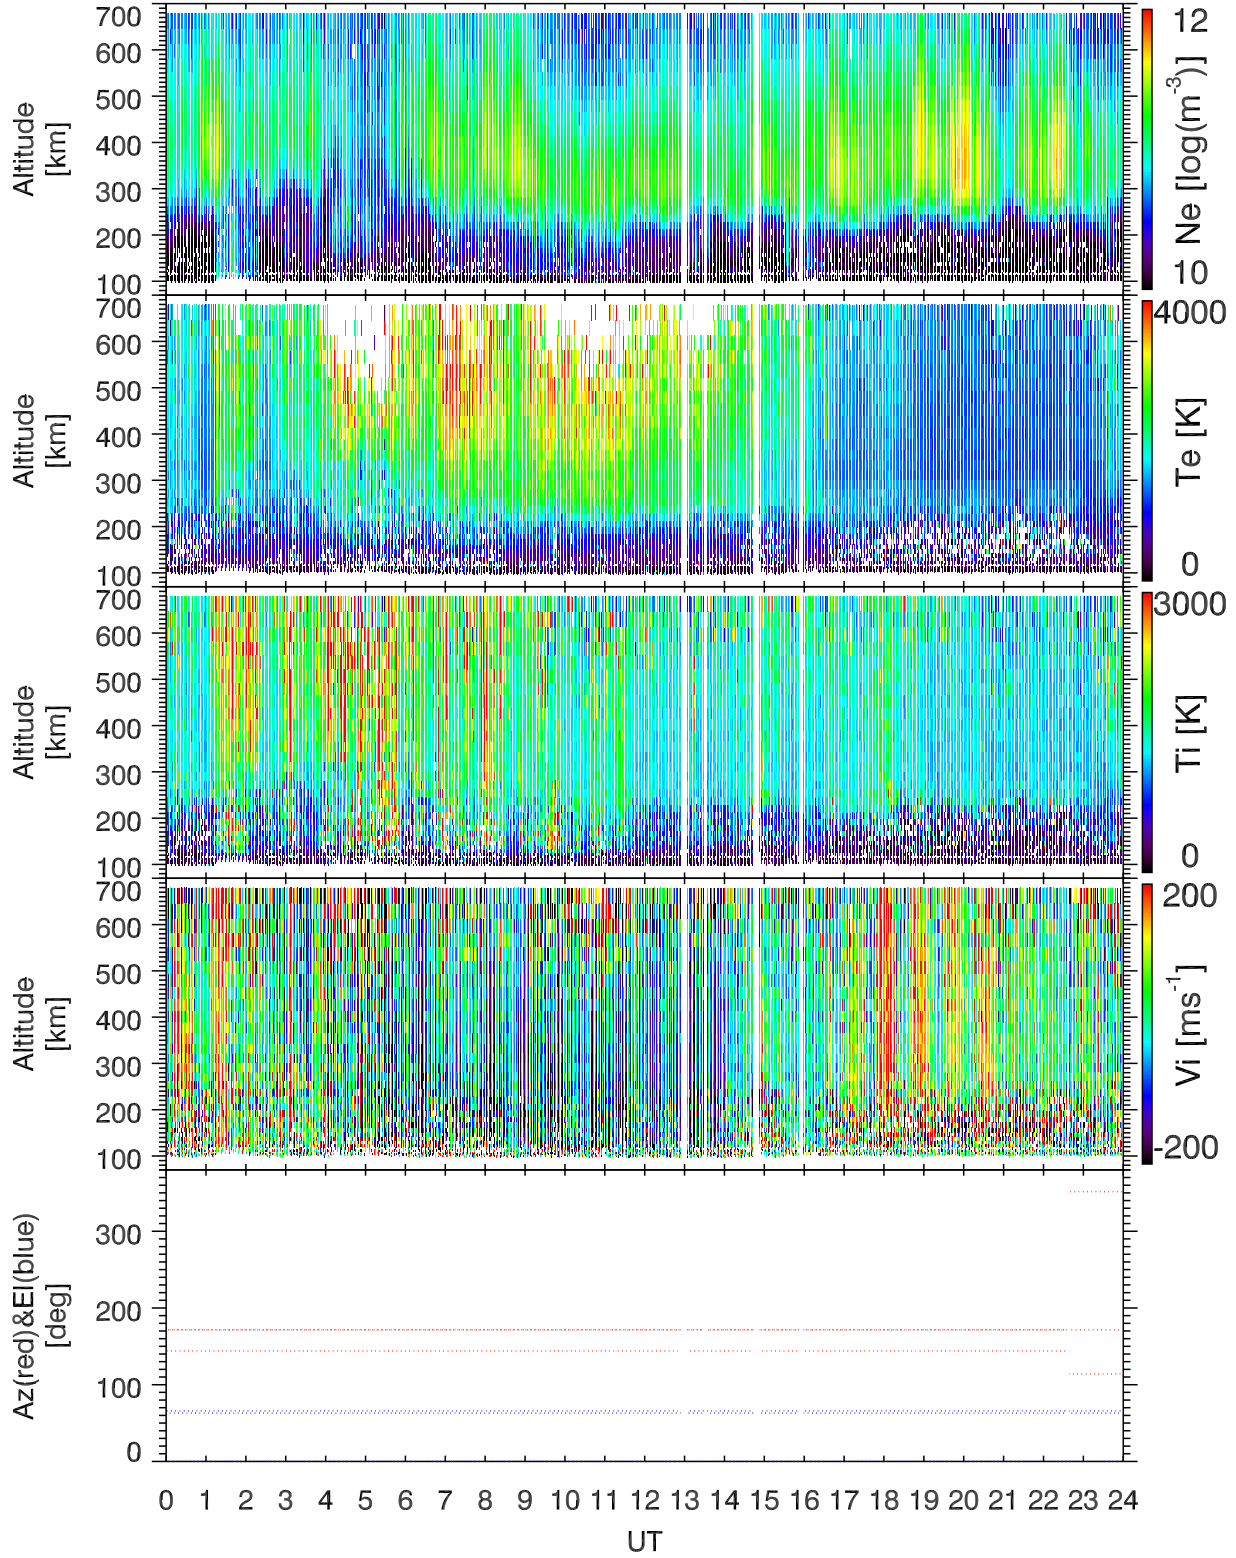 700
600
500
400
300
200
100
Altitude
[km]
12
Ne [log(m⁻³)]
10
700
600
500
400
300
200
100
Altitude
[km]
4000
Te [K]
0
700
600
500
400
300
200
100
Altitude
[km]
3000
Ti [K]
0
700
600
500
400
300
200
100
Altitude
[km]
200
Vi [ms⁻¹]
-200
300
200
100
0
Az(red)&El(blue)
[deg]
0 1 2 3 4 5 6 7 8 9 10 11 12 13 14 15 16 17 18 19 20 21 22 23 24
UT